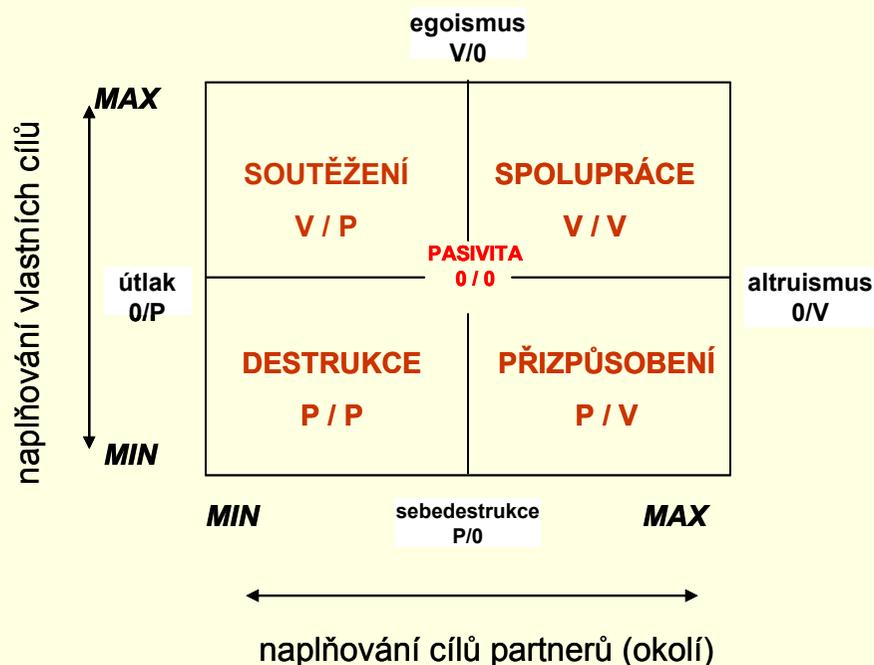 egoismus
V/0
MAX
naplňování vlastních cílů
SOUTĚŽENÍ
V / P
SPOLUPRÁCE
V / V
PASIVITA
0 / 0
útlak
0/P
altruismus
0/V
DESTRUKCE
P / P
PŘIZPŮSOBENÍ
P / V
MIN
MIN
sebedestrukce
P/0
MAX
naplňování cílů partnerů (okolí)